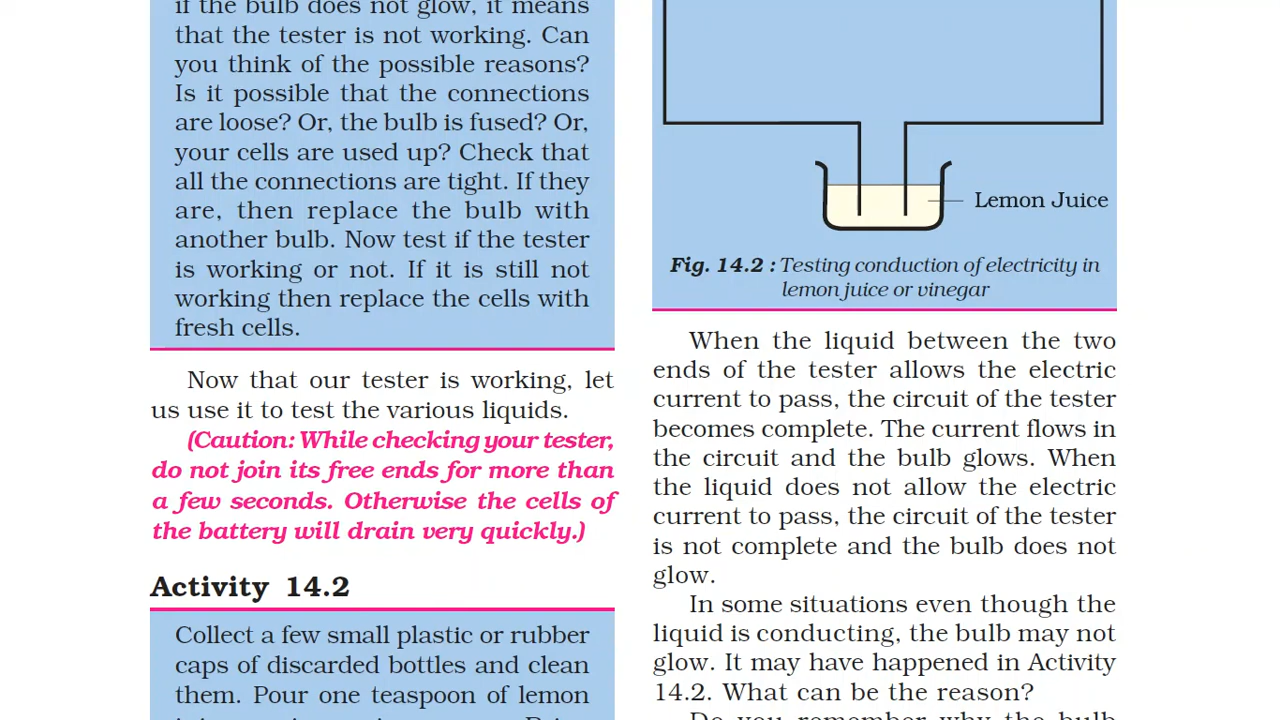 if the bulb does not glow, it means
that the tester is not working. Can
you think of the possible reasons?
Is it possible that the connections
are loose? Or, the bulb is fused? Or,
your cells are used up? Check that
all the connections are tight. If they
are, then replace the bulb with
another bulb. Now test if the tester
is working or not. If it is still not
working then replace the cells with
fresh cells.
Now that our tester is working, let
us use it to test the various liquids.
(Caution: While checking your tester,
do not join its free ends for more than
a few seconds. Otherwise the cells of
the battery will drain very quickly.)
Activity 14.2
Collect a few small plastic or rubber
caps of discarded bottles and clean
them. Pour one teaspoon of lemon
Lemon Juice
Fig. 14.2 : Testing conduction of electricity in
lemon juice or vinegar
When the liquid between the two
ends of the tester allows the electric
current to pass, the circuit of the tester
becomes complete. The current flows in
the circuit and the bulb glows. When
the liquid does not allow the electric
current to pass, the circuit of the tester
is not complete and the bulb does not
glow.
In some situations even though the
liquid is conducting, the bulb may not
glow. It may have happened in Activity
14.2. What can be the reason?
Do you remember why the bulb